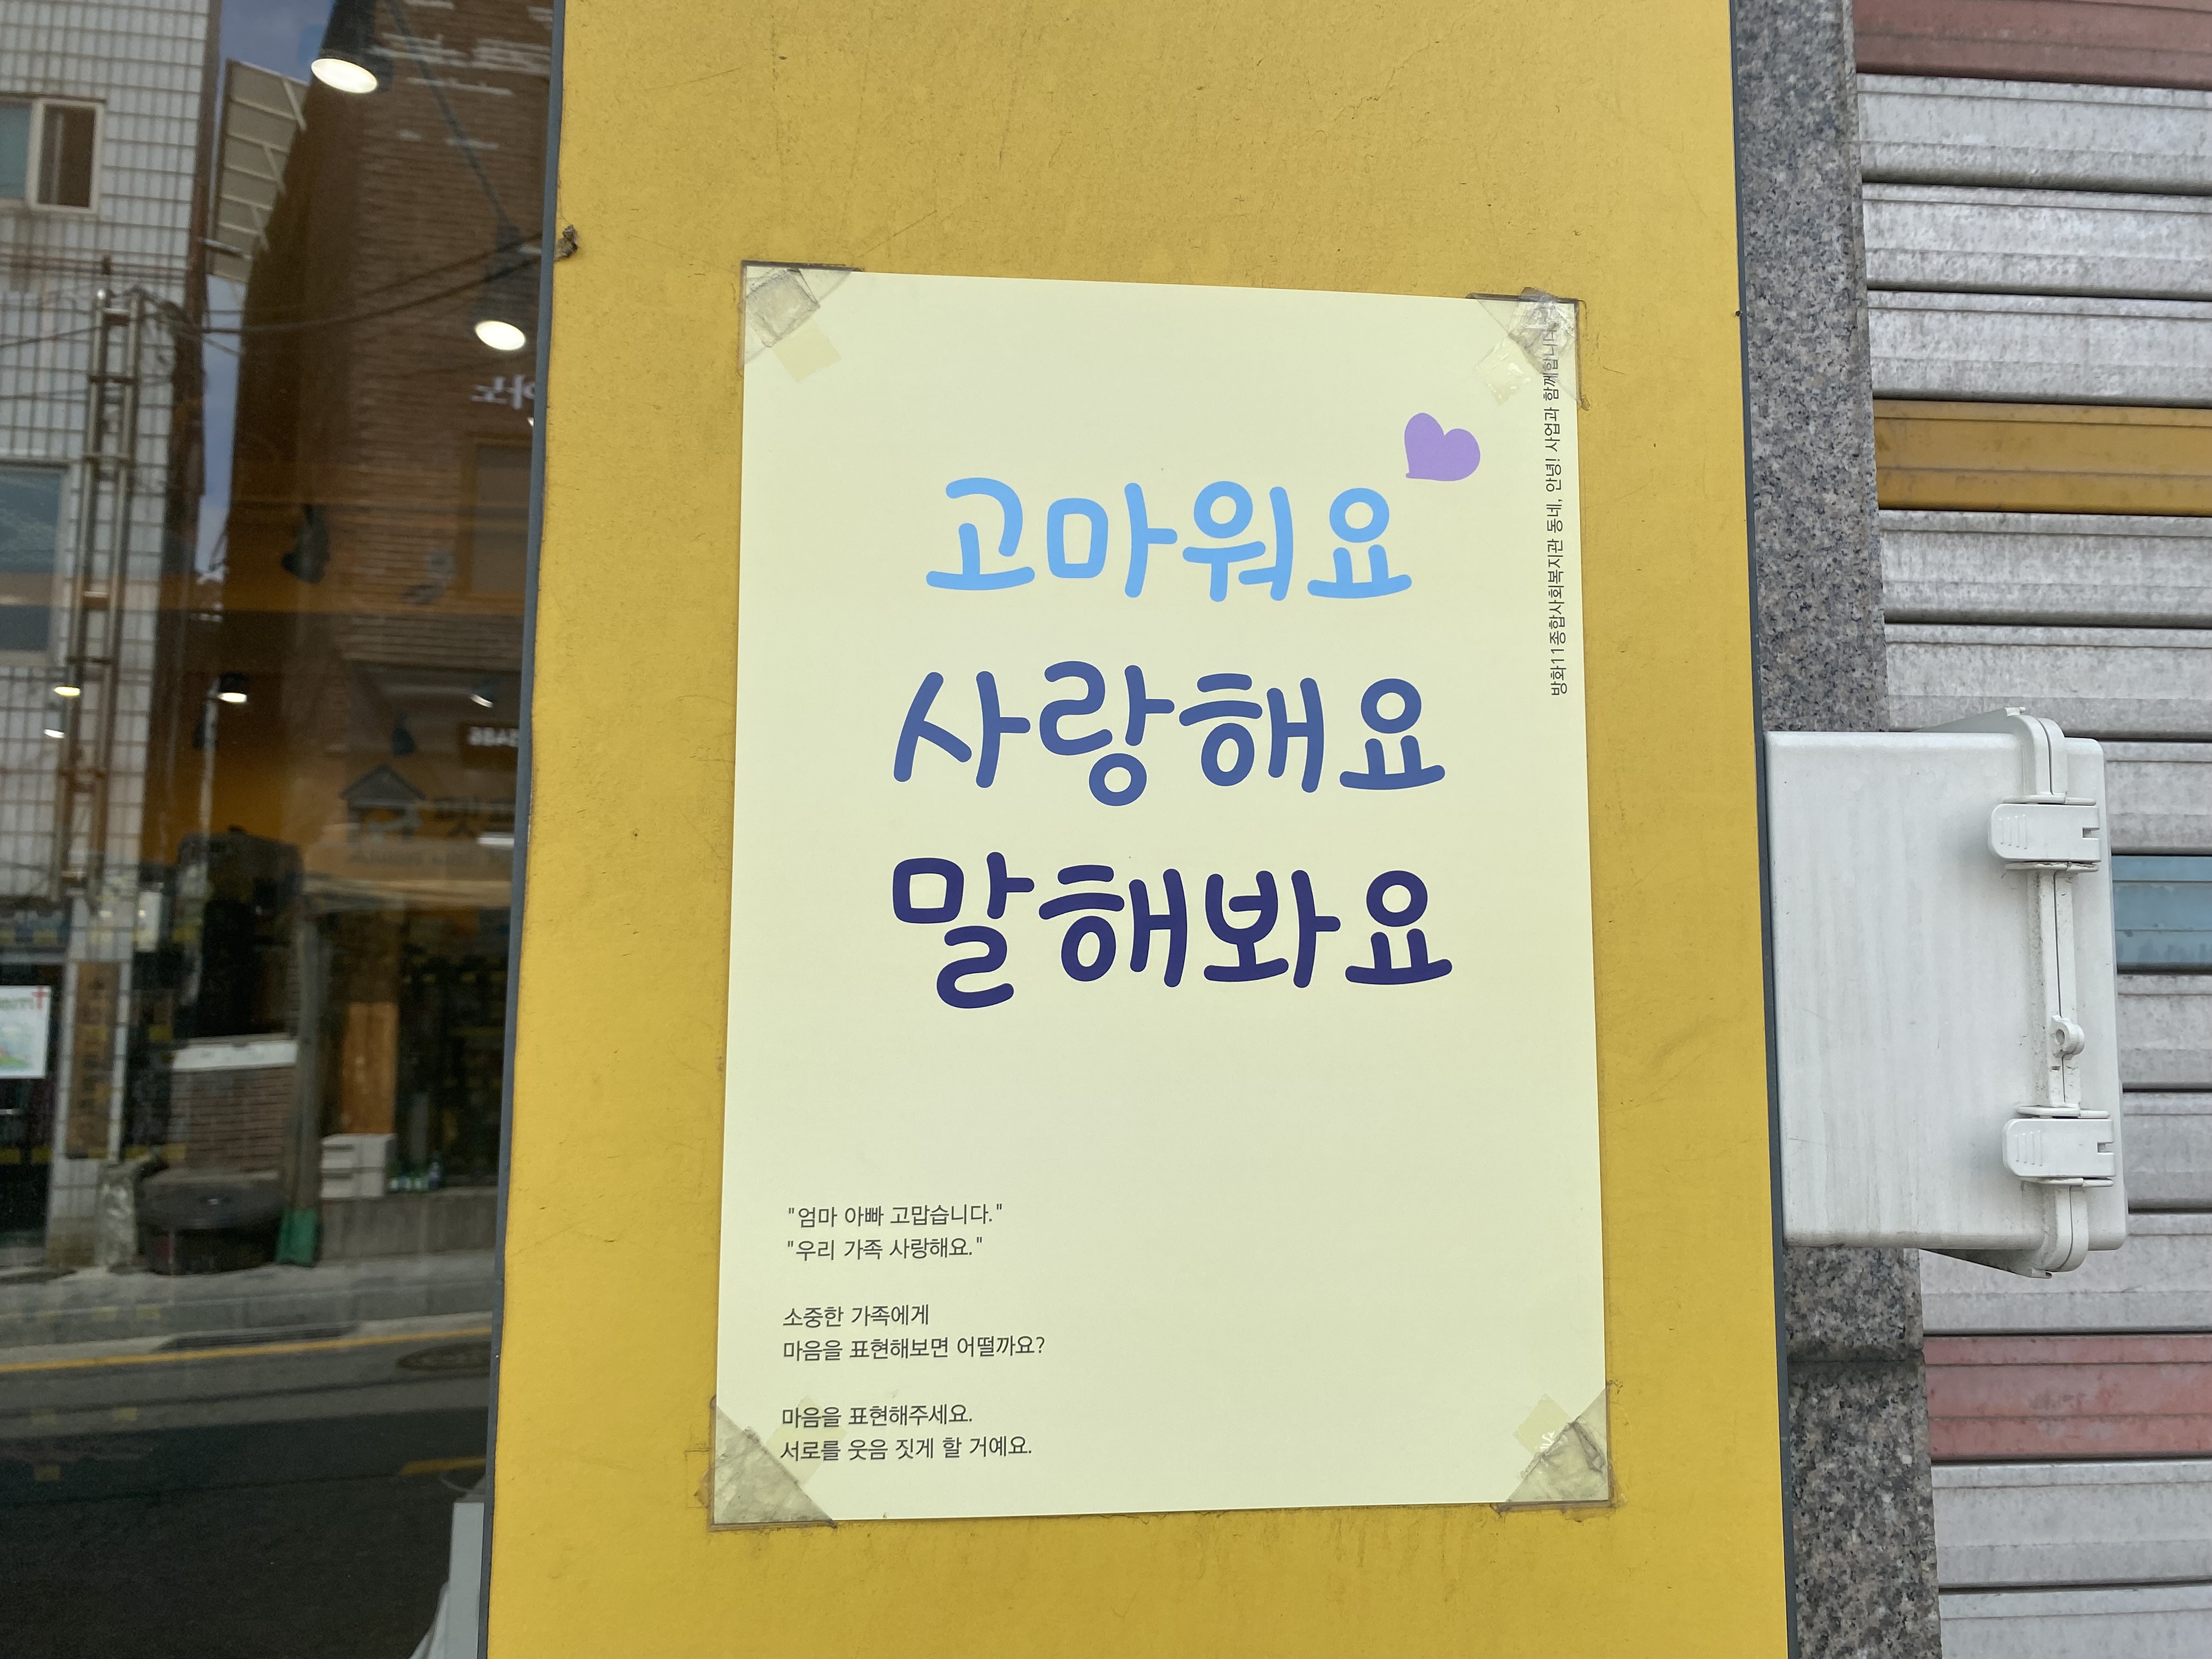 고마워요
사랑해요
말해봐요
방화11종합사회복지관 동네, 안녕! 사업과 함께합니다.
"엄마 아빠 고맙습니다."
"우리 가족 사랑해요."
소중한 가족에게
마음을 표현해보면 어떨까요?
마음을 표현해주세요.
서로를 웃음 짓게 할 거예요.